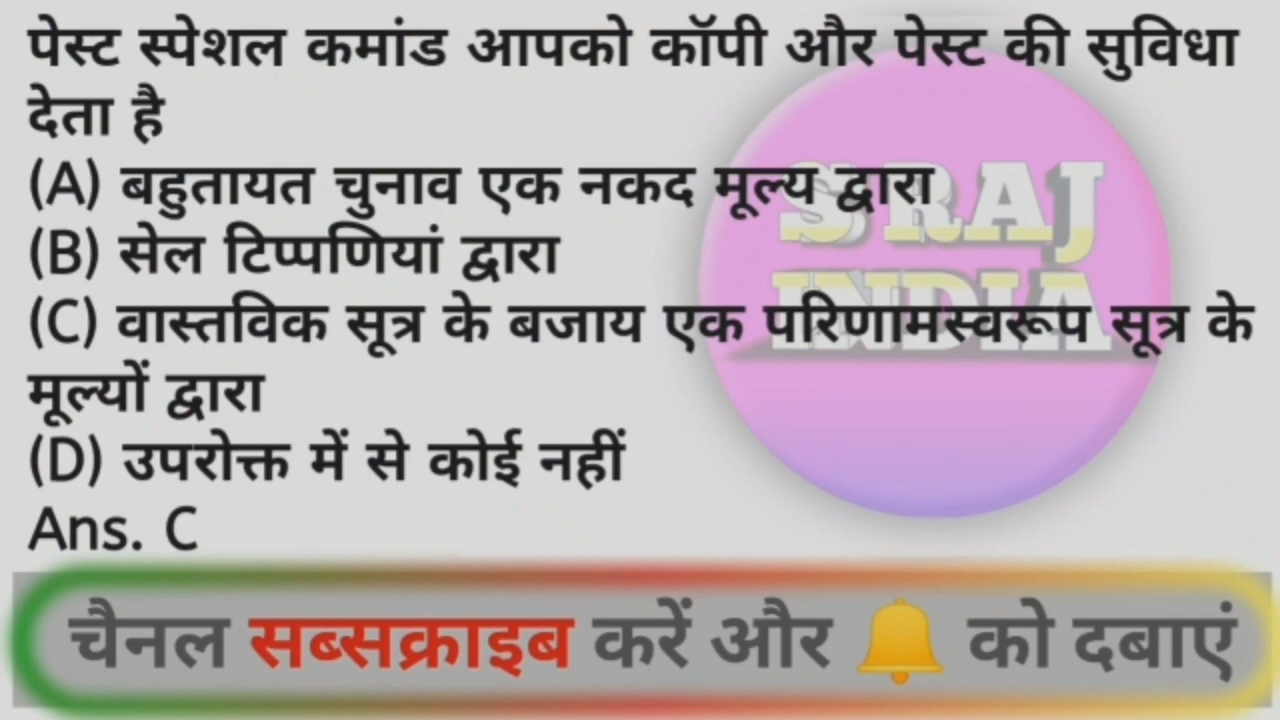 पेस्ट स्पेशल कमांड आपको कॉपी और पेस्ट की सुविधा
देता है
(A) बहुतायत चुनाव एक नकद मूल्य द्वारा
(B) सेल टिप्पणियां द्वारा
(C) वास्तविक सूत्र के बजाय एक परिणामस्वरूप सूत्र के
मूल्यों द्वारा
(D) उपरोक्त में से कोई नहीं
Ans. C
S RAJ
INDIA
चैनल सब्सक्राइब करें और 🔔 को दबाएं